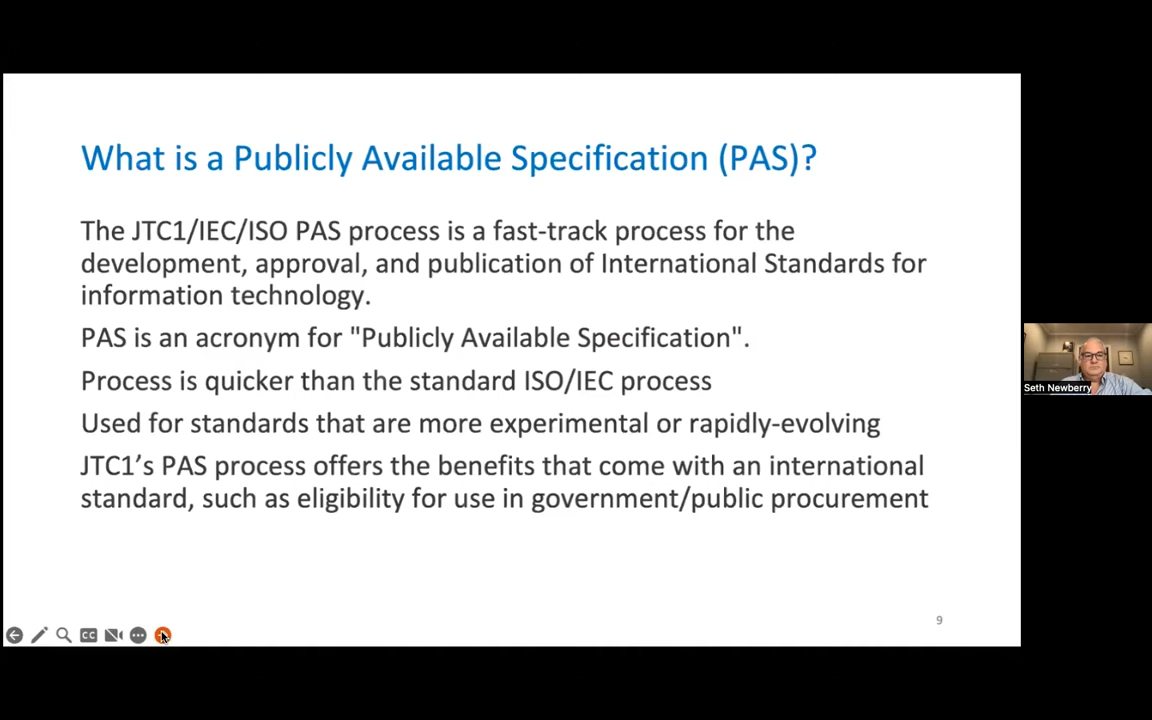 What is a Publicly Available Specification (PAS)?
The JTC1/IEC/ISO PAS process is a fast-track process for the
development, approval, and publication of International Standards for
information technology.
PAS is an acronym for "Publicly Available Specification".
Process is quicker than the standard ISO/IEC process
Used for standards that are more experimental or rapidly-evolving
JTC1’s PAS process offers the benefits that come with an international
standard, such as eligibility for use in government/public procurement
Seth Newberry
9
CC